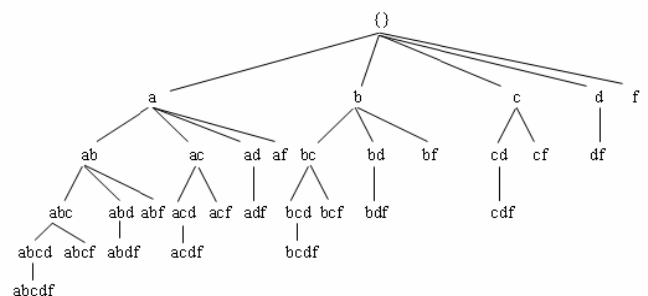 {}
a b c d f
ab ac ad af bc bd bf cd cf df
abc abd abf acd acf adf bcd bcf bdf cdf
abcd abcf abdf acdf bcdf
abcdf